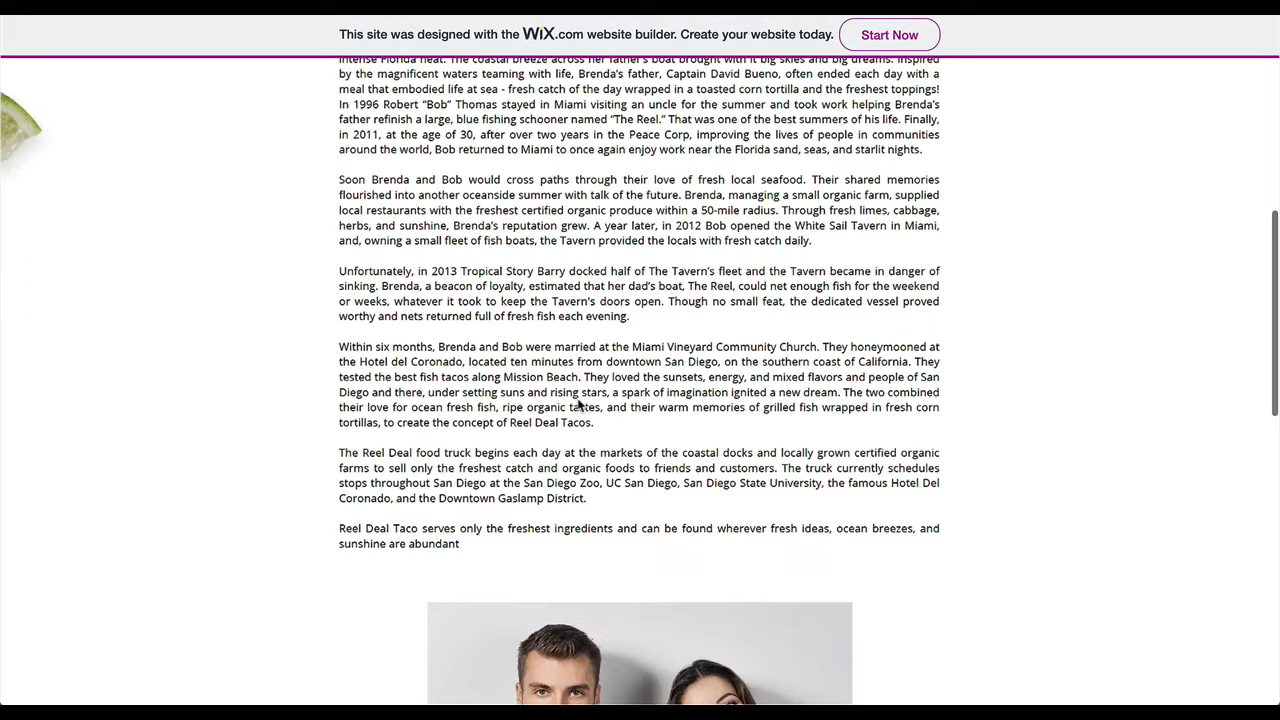 This site was designed with the WiX.com website builder. Create your website today.
Start Now
intense Florida heat. The coastal breeze across her father's boat brought with it big skies and big dreams. Inspired
by the magnificent waters teaming with life, Brenda's father, Captain David Bueno, often ended each day with a
meal that embodied life at sea - fresh catch of the day wrapped in a toasted corn tortilla and the freshest toppings!
In 1996 Robert “Bob” Thomas stayed in Miami visiting an uncle for the summer and took work helping Brenda's
father refinish a large, blue fishing schooner named “The Reel.” That was one of the best summers of his life. Finally,
in 2011, at the age of 30, after over two years in the Peace Corp, improving the lives of people in communities
around the world, Bob returned to Miami to once again enjoy work near the Florida sand, seas, and starlit nights.
Soon Brenda and Bob would cross paths through their love of fresh local seafood. Their shared memories
flourished into another oceanside summer with talk of the future. Brenda, managing a small organic farm, supplied
local restaurants with the freshest certified organic produce within a 50-mile radius. Through fresh limes, cabbage,
herbs, and sunshine, Brenda's reputation grew. A year later, in 2012 Bob opened the White Sail Tavern in Miami,
and, owning a small fleet of fish boats, the Tavern provided the locals with fresh catch daily.
Unfortunately, in 2013 Tropical Story Barry docked half of The Tavern's fleet and the Tavern became in danger of
sinking. Brenda, a beacon of loyalty, estimated that her dad's boat, The Reel, could net enough fish for the weekend
or weeks, whatever it took to keep the Tavern's doors open. Though no small feat, the dedicated vessel proved
worthy and nets returned full of fresh fish each evening.
Within six months, Brenda and Bob were married at the Miami Vineyard Community Church. They honeymooned at
the Hotel del Coronado, located ten minutes from downtown San Diego, on the southern coast of California. They
tested the best fish tacos along Mission Beach. They loved the sunsets, energy, and mixed flavors and people of San
Diego and there, under setting suns and rising stars, a spark of imagination ignited a new dream. The two combined
their love for ocean fresh fish, ripe organic tastes, and their warm memories of grilled fish wrapped in fresh corn
tortillas, to create the concept of Reel Deal Tacos.
The Reel Deal food truck begins each day at the markets of the coastal docks and locally grown certified organic
farms to sell only the freshest catch and organic foods to friends and customers. The truck currently schedules
stops throughout San Diego at the San Diego Zoo, UC San Diego, San Diego State University, the famous Hotel Del
Coronado, and the Downtown Gaslamp District.
Reel Deal Taco serves only the freshest ingredients and can be found wherever fresh ideas, ocean breezes, and
sunshine are abundant